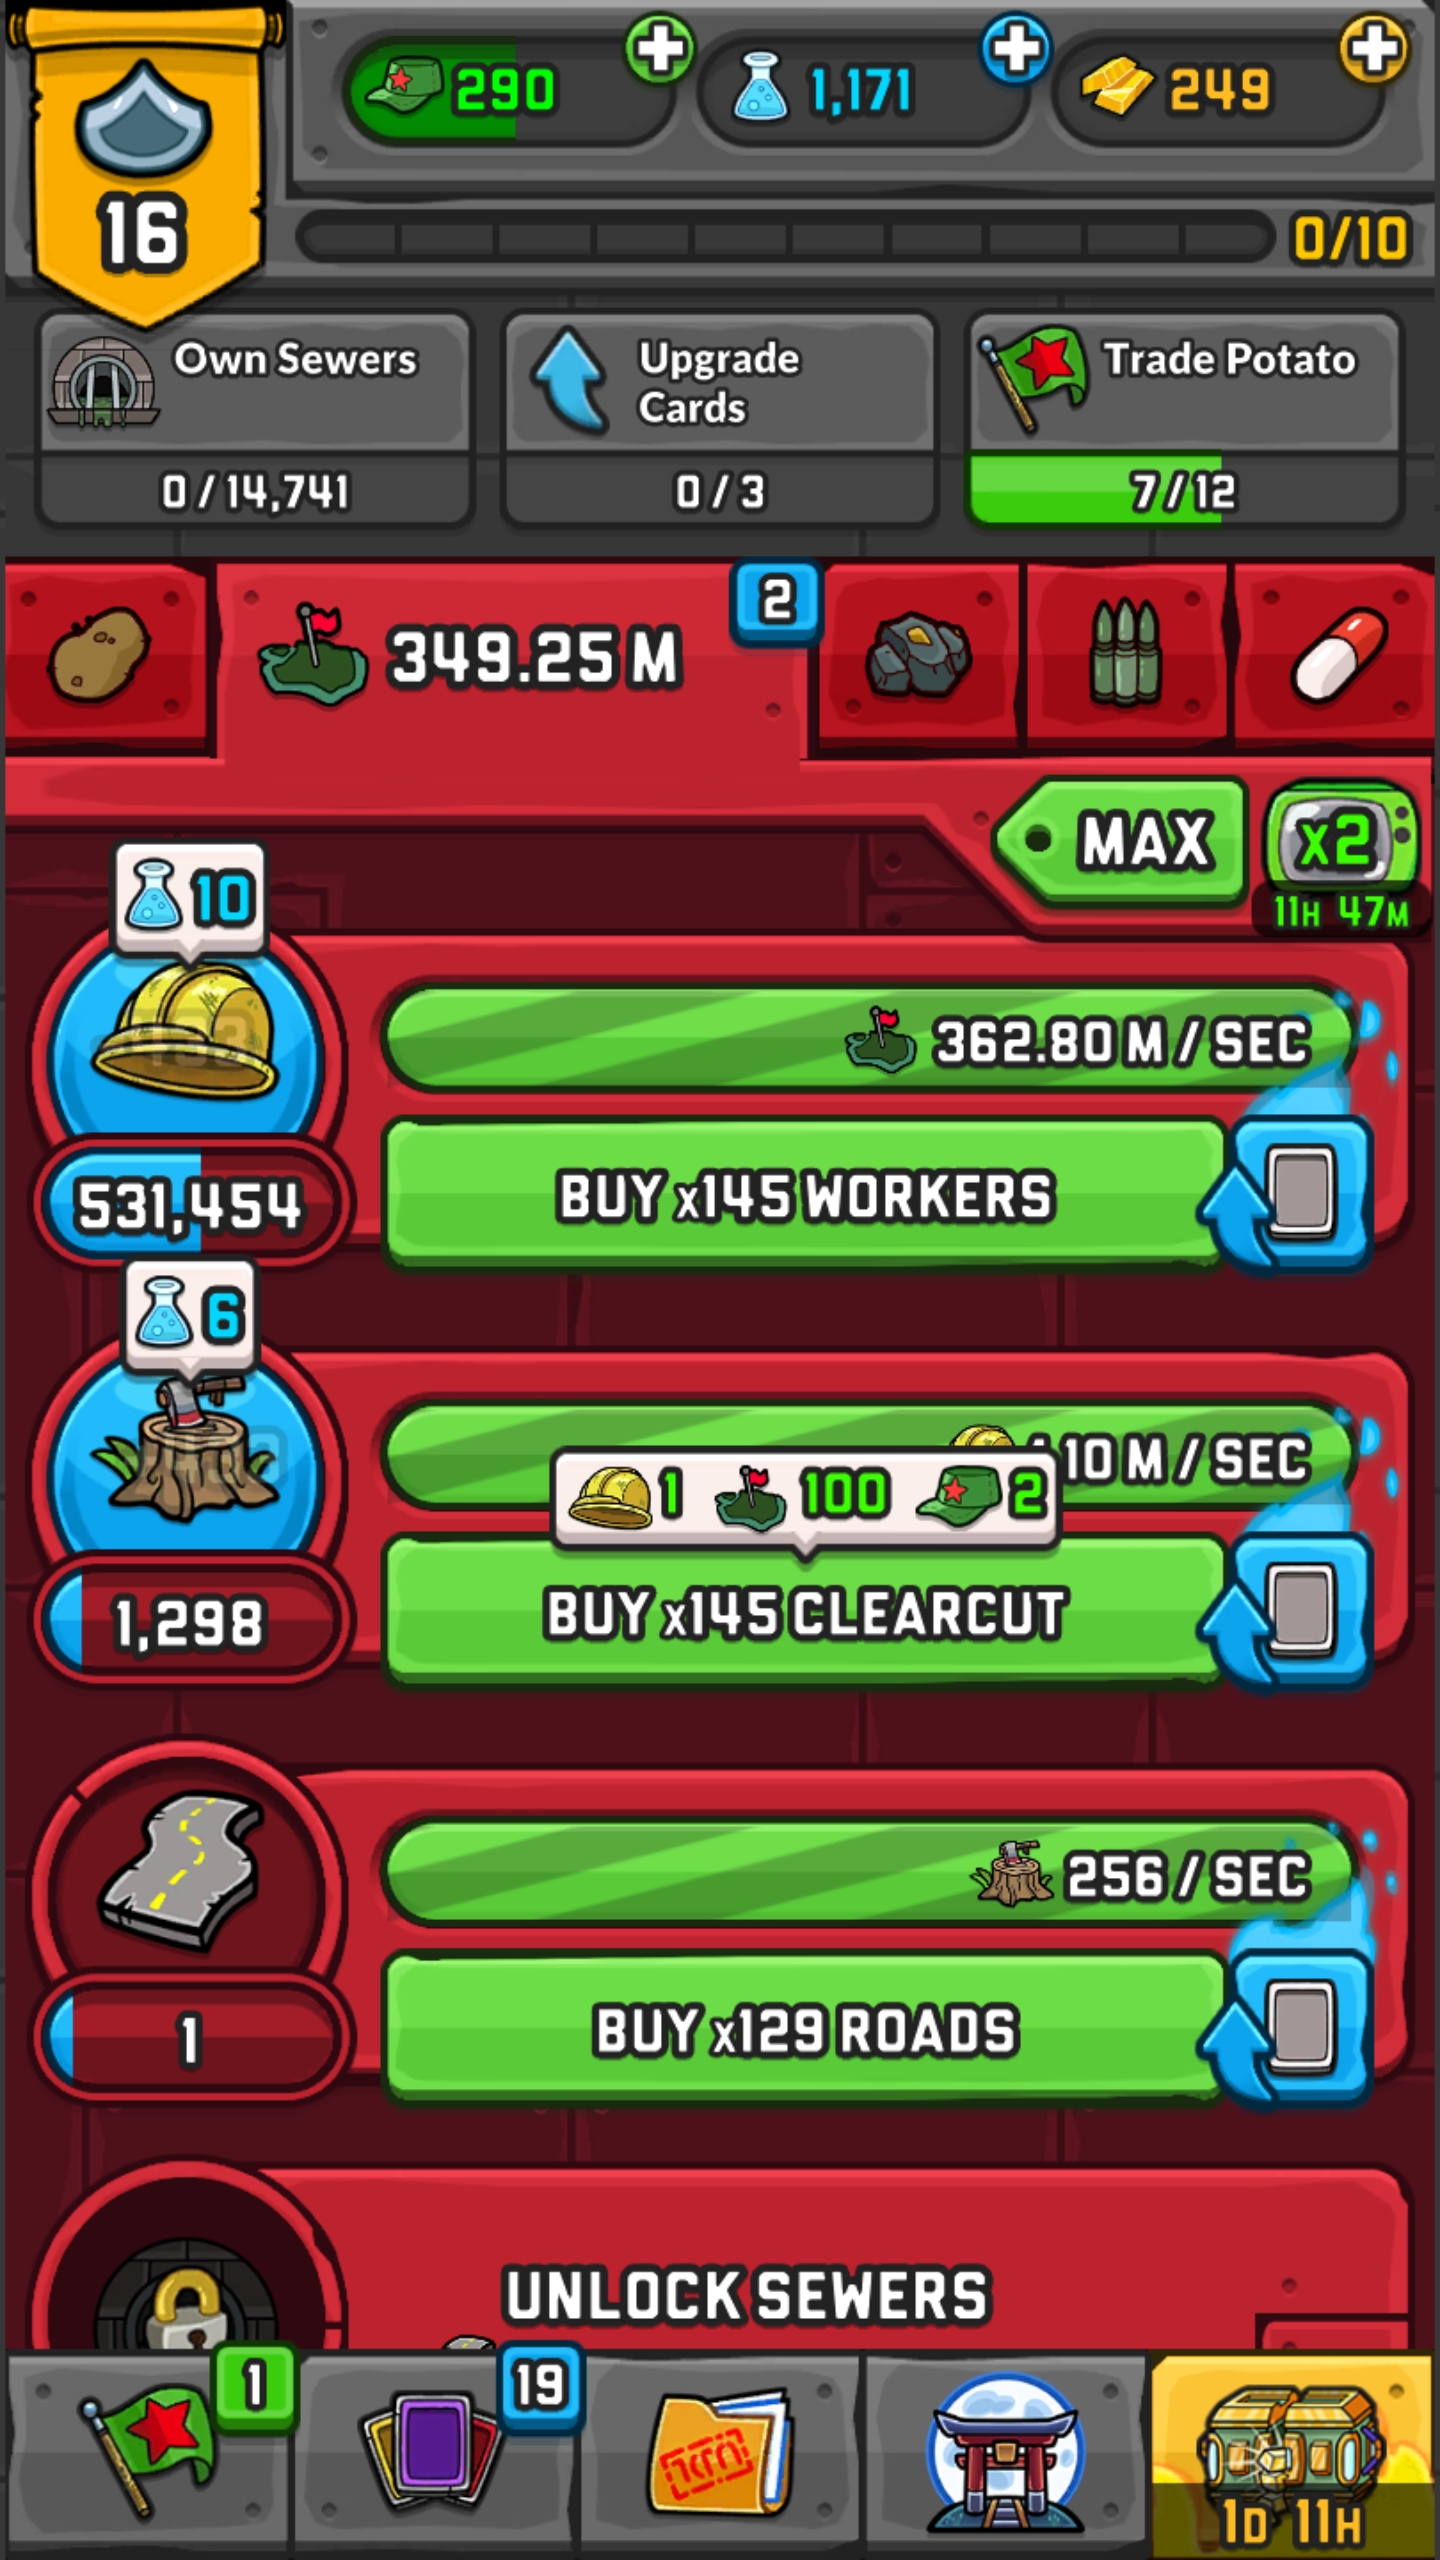 290
1,171
249
16
0/10
Own Sewers
Upgrade
Cards
Trade Potato
0/14,741
0/3
7/12
349.25 M
2
MAX
x2
11H 47M
10
362.80 M / SEC
531,454
BUY x145 WORKERS
6
10 M / SEC
1 100 2
1,298
BUY x145 CLEARCUT
256 / SEC
1
BUY x129 ROADS
UNLOCK SEWERS
1
19
1D 11H